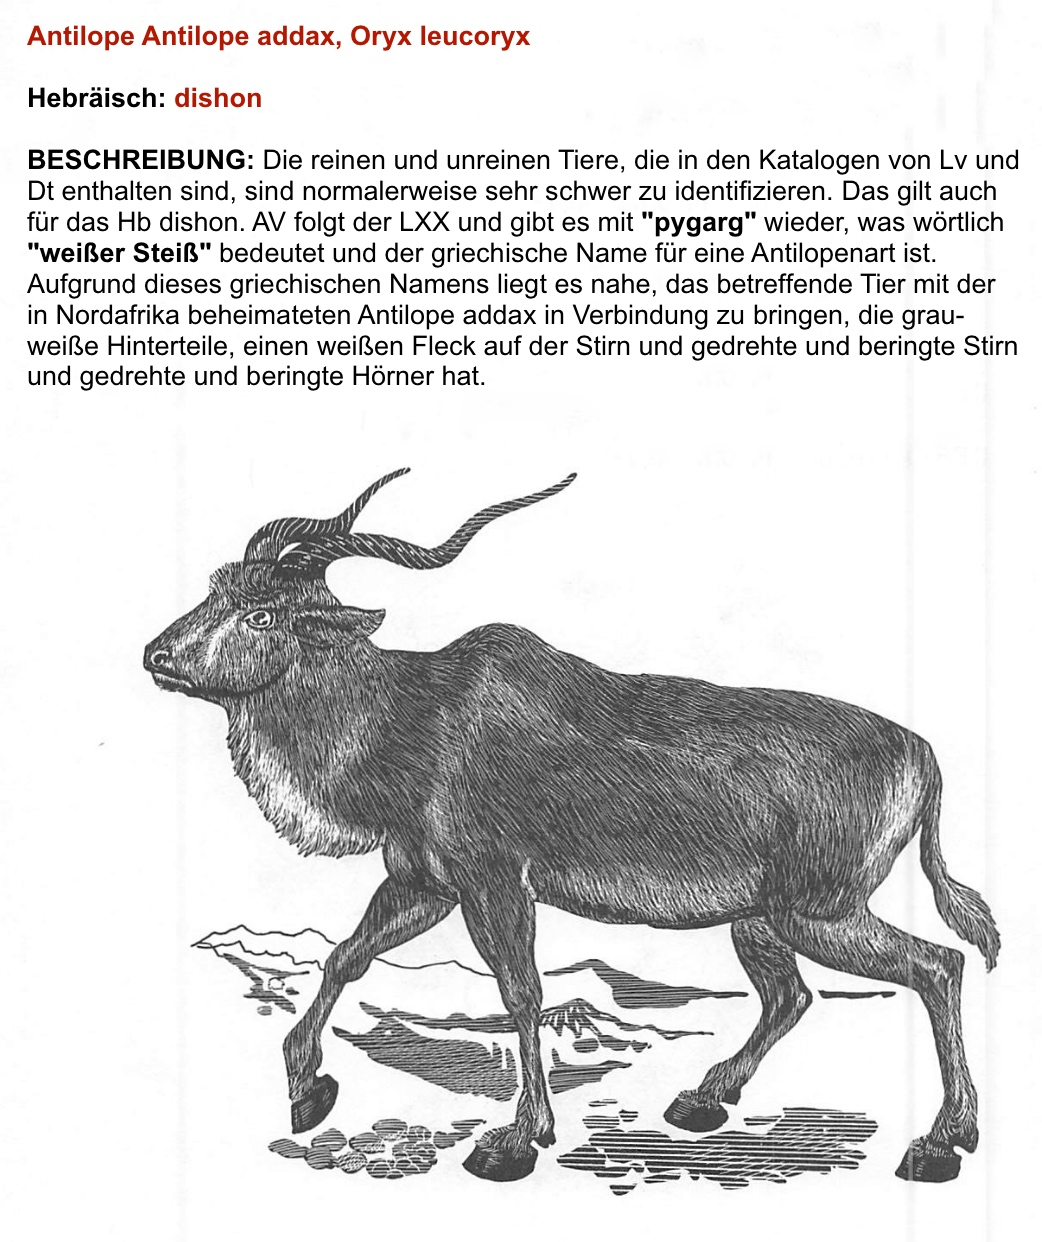 Antilope Antilope addax, Oryx leucoryx
Hebräisch: dishon
BESCHREIBUNG: Die reinen und unreinen Tiere, die in den Katalogen von Lv und
Dt enthalten sind, sind normalerweise sehr schwer zu identifizieren. Das gilt auch
für das Hb dishon. AV folgt der LXX und gibt es mit "pygarg" wieder, was wörtlich
"weißer Steiß" bedeutet und der griechische Name für eine Antilopenart ist.
Aufgrund dieses griechischen Namens liegt es nahe, das betreffende Tier mit der
in Nordafrika beheimateten Antilope addax in Verbindung zu bringen, die grau-
weiße Hinterteile, einen weißen Fleck auf der Stirn und gedrehte und beringte Stirn
und gedrehte und beringte Hörner hat.